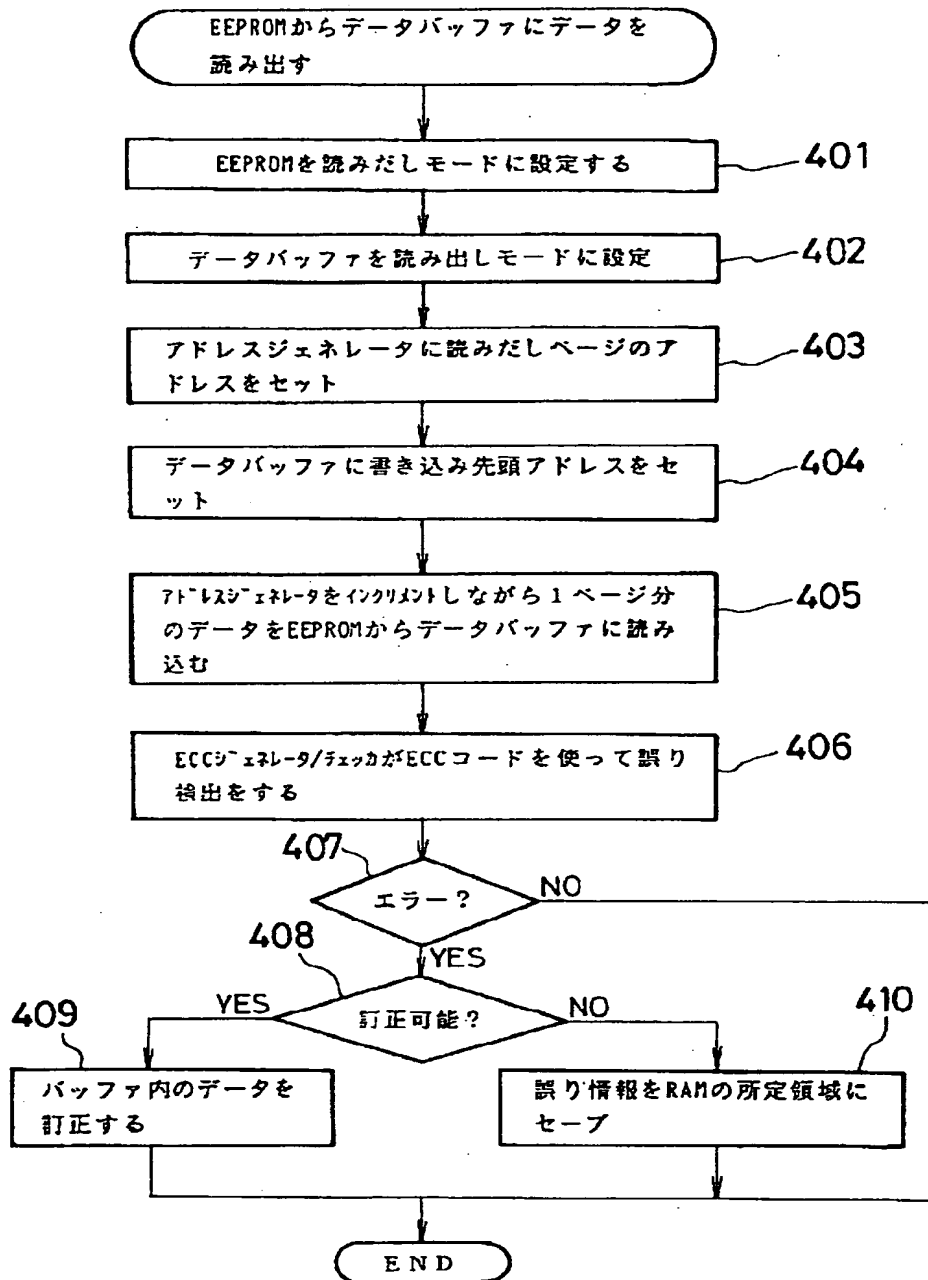 EEPROMからデータバッファにデータを
読み出す
EEPROMを読みだしモードに設定する
401
データバッファを読み出しモードに設定
402
アドレスジェネレータに読みだしページのア
ドレスをセット
403
データバッファに書き込み先頭アドレスをセ
ット
404
ｱﾄﾞﾚｽｼﾞｪﾈﾚｰﾀをｲﾝｸﾘﾒﾝﾄしながら1ページ分
のデータをEEPROMからデータバッファに読み
込む
405
ECCｼﾞｪﾈﾚｰﾀ/ﾁｪｯｶがECCコードを使って誤り
検出をする
406
407
エラー?
NO
YES
408
訂正可能?
YES
NO
409
バッファ内のデータを
訂正する
410
誤り情報をRAMの所定領域に
セーブ
END